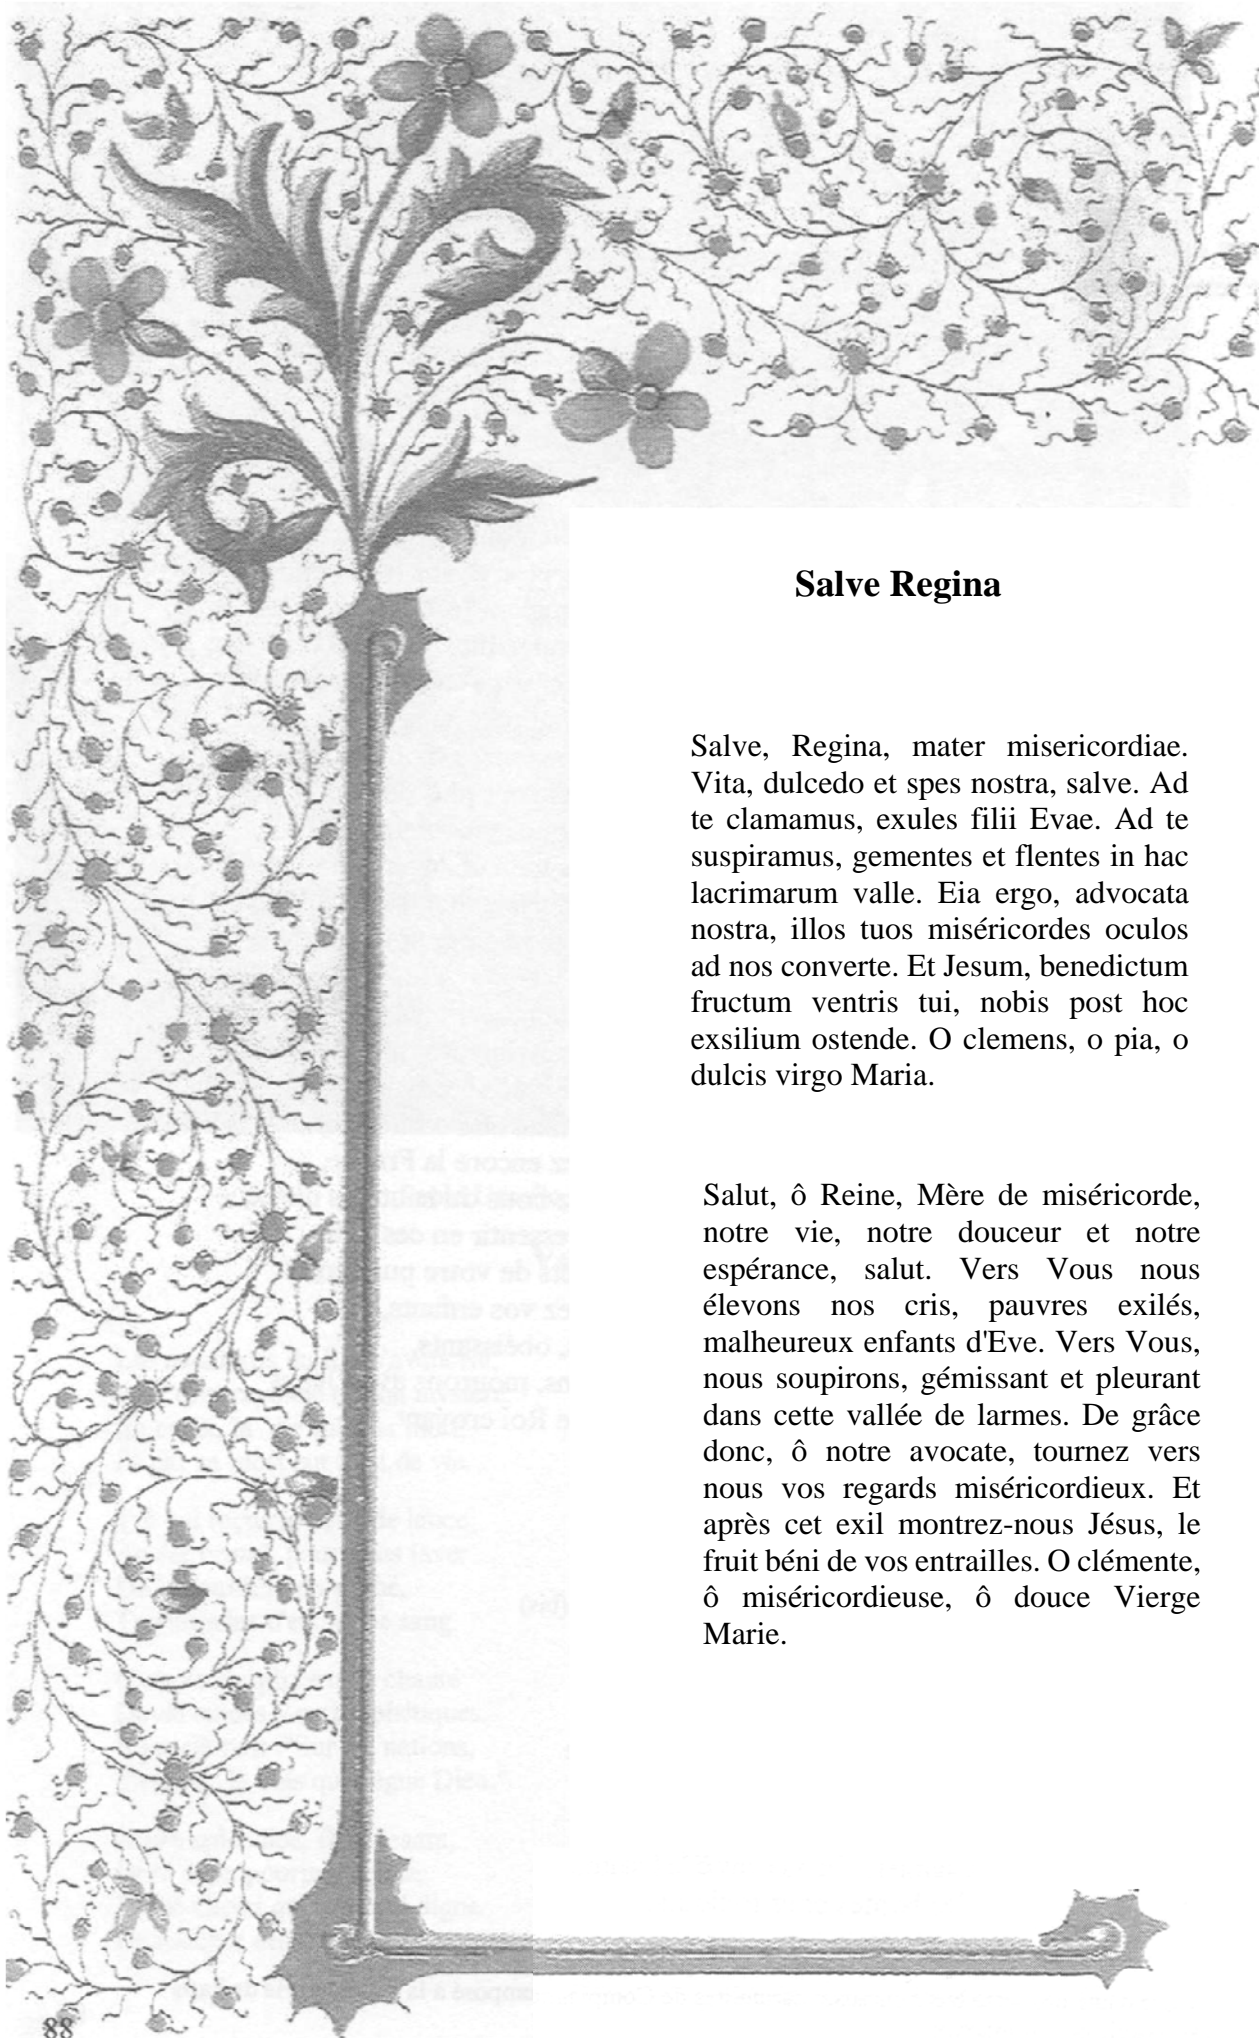 Salve Regina
Salve, Regina, mater misericordiae.
Vita, dulcedo et spes nostra, salve. Ad
te clamamus, exules filii Evae. Ad te
suspiramus, gementes et flentes in hac
lacrimarum valle. Eia ergo, advocata
nostra, illos tuos miséricordes oculos
ad nos converte. Et Jesum, benedictum
fructum ventris tui, nobis post hoc
exsilium ostende. O clemens, o pia, o
dulcis virgo Maria.
Salut, ô Reine, Mère de miséricorde,
notre vie, notre douceur et notre
espérance, salut. Vers Vous nous
élevons nos cris, pauvres exilés,
malheureux enfants d'Eve. Vers Vous,
nous soupirons, gémissant et pleurant
dans cette vallée de larmes. De grâce
donc, ô notre avocate, tournez vers
nous vos regards miséricordieux. Et
après cet exil montrez-nous Jésus, le
fruit béni de vos entrailles. O clémente,
ô miséricordieuse, ô douce Vierge
Marie.
88